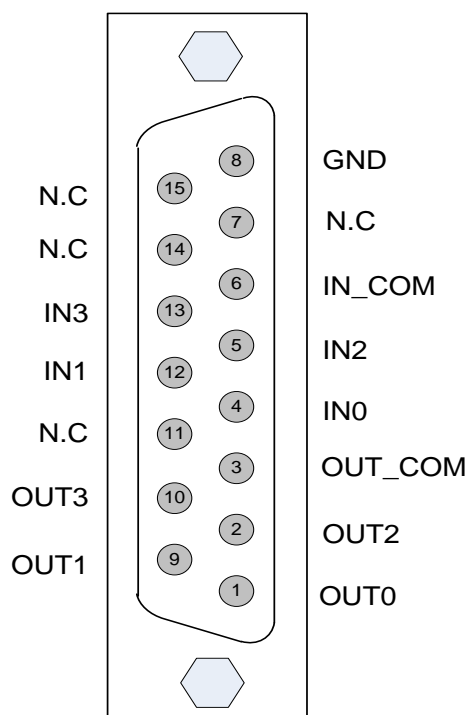 8 GND
N.C 15
7 N.C
N.C 14
6 IN_COM
IN3 13
5 IN2
IN1 12
4 IN0
N.C 11
3 OUT_COM
OUT3 10
2 OUT2
OUT1 9
1 OUT0